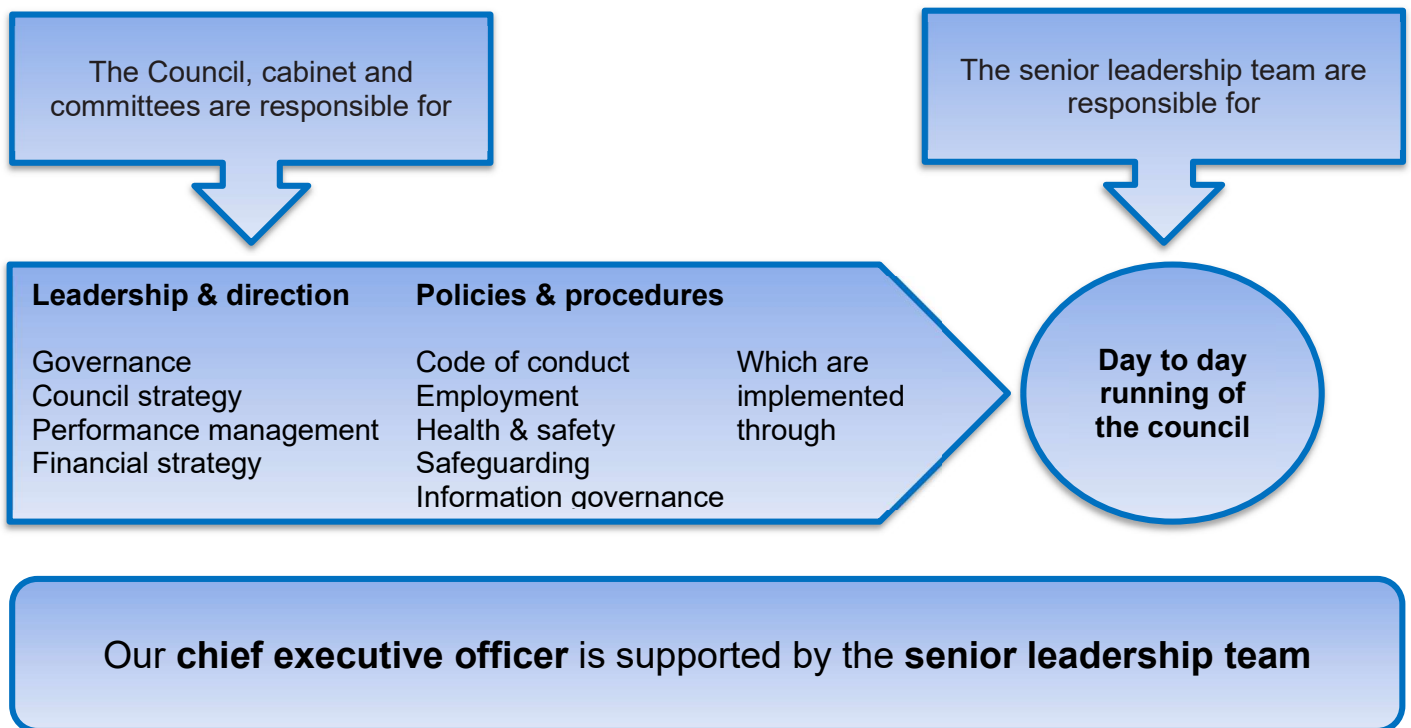 The Council, cabinet and
committees are responsible for
The senior leadership team are
responsible for
Leadership & direction
Governance
Council strategy
Performance management
Financial strategy
Policies & procedures
Code of conduct
Employment
Health & safety
Safeguarding
Information governance
Which are
implemented
through
Day to day
running of
the council
Our chief executive officer is supported by the senior leadership team